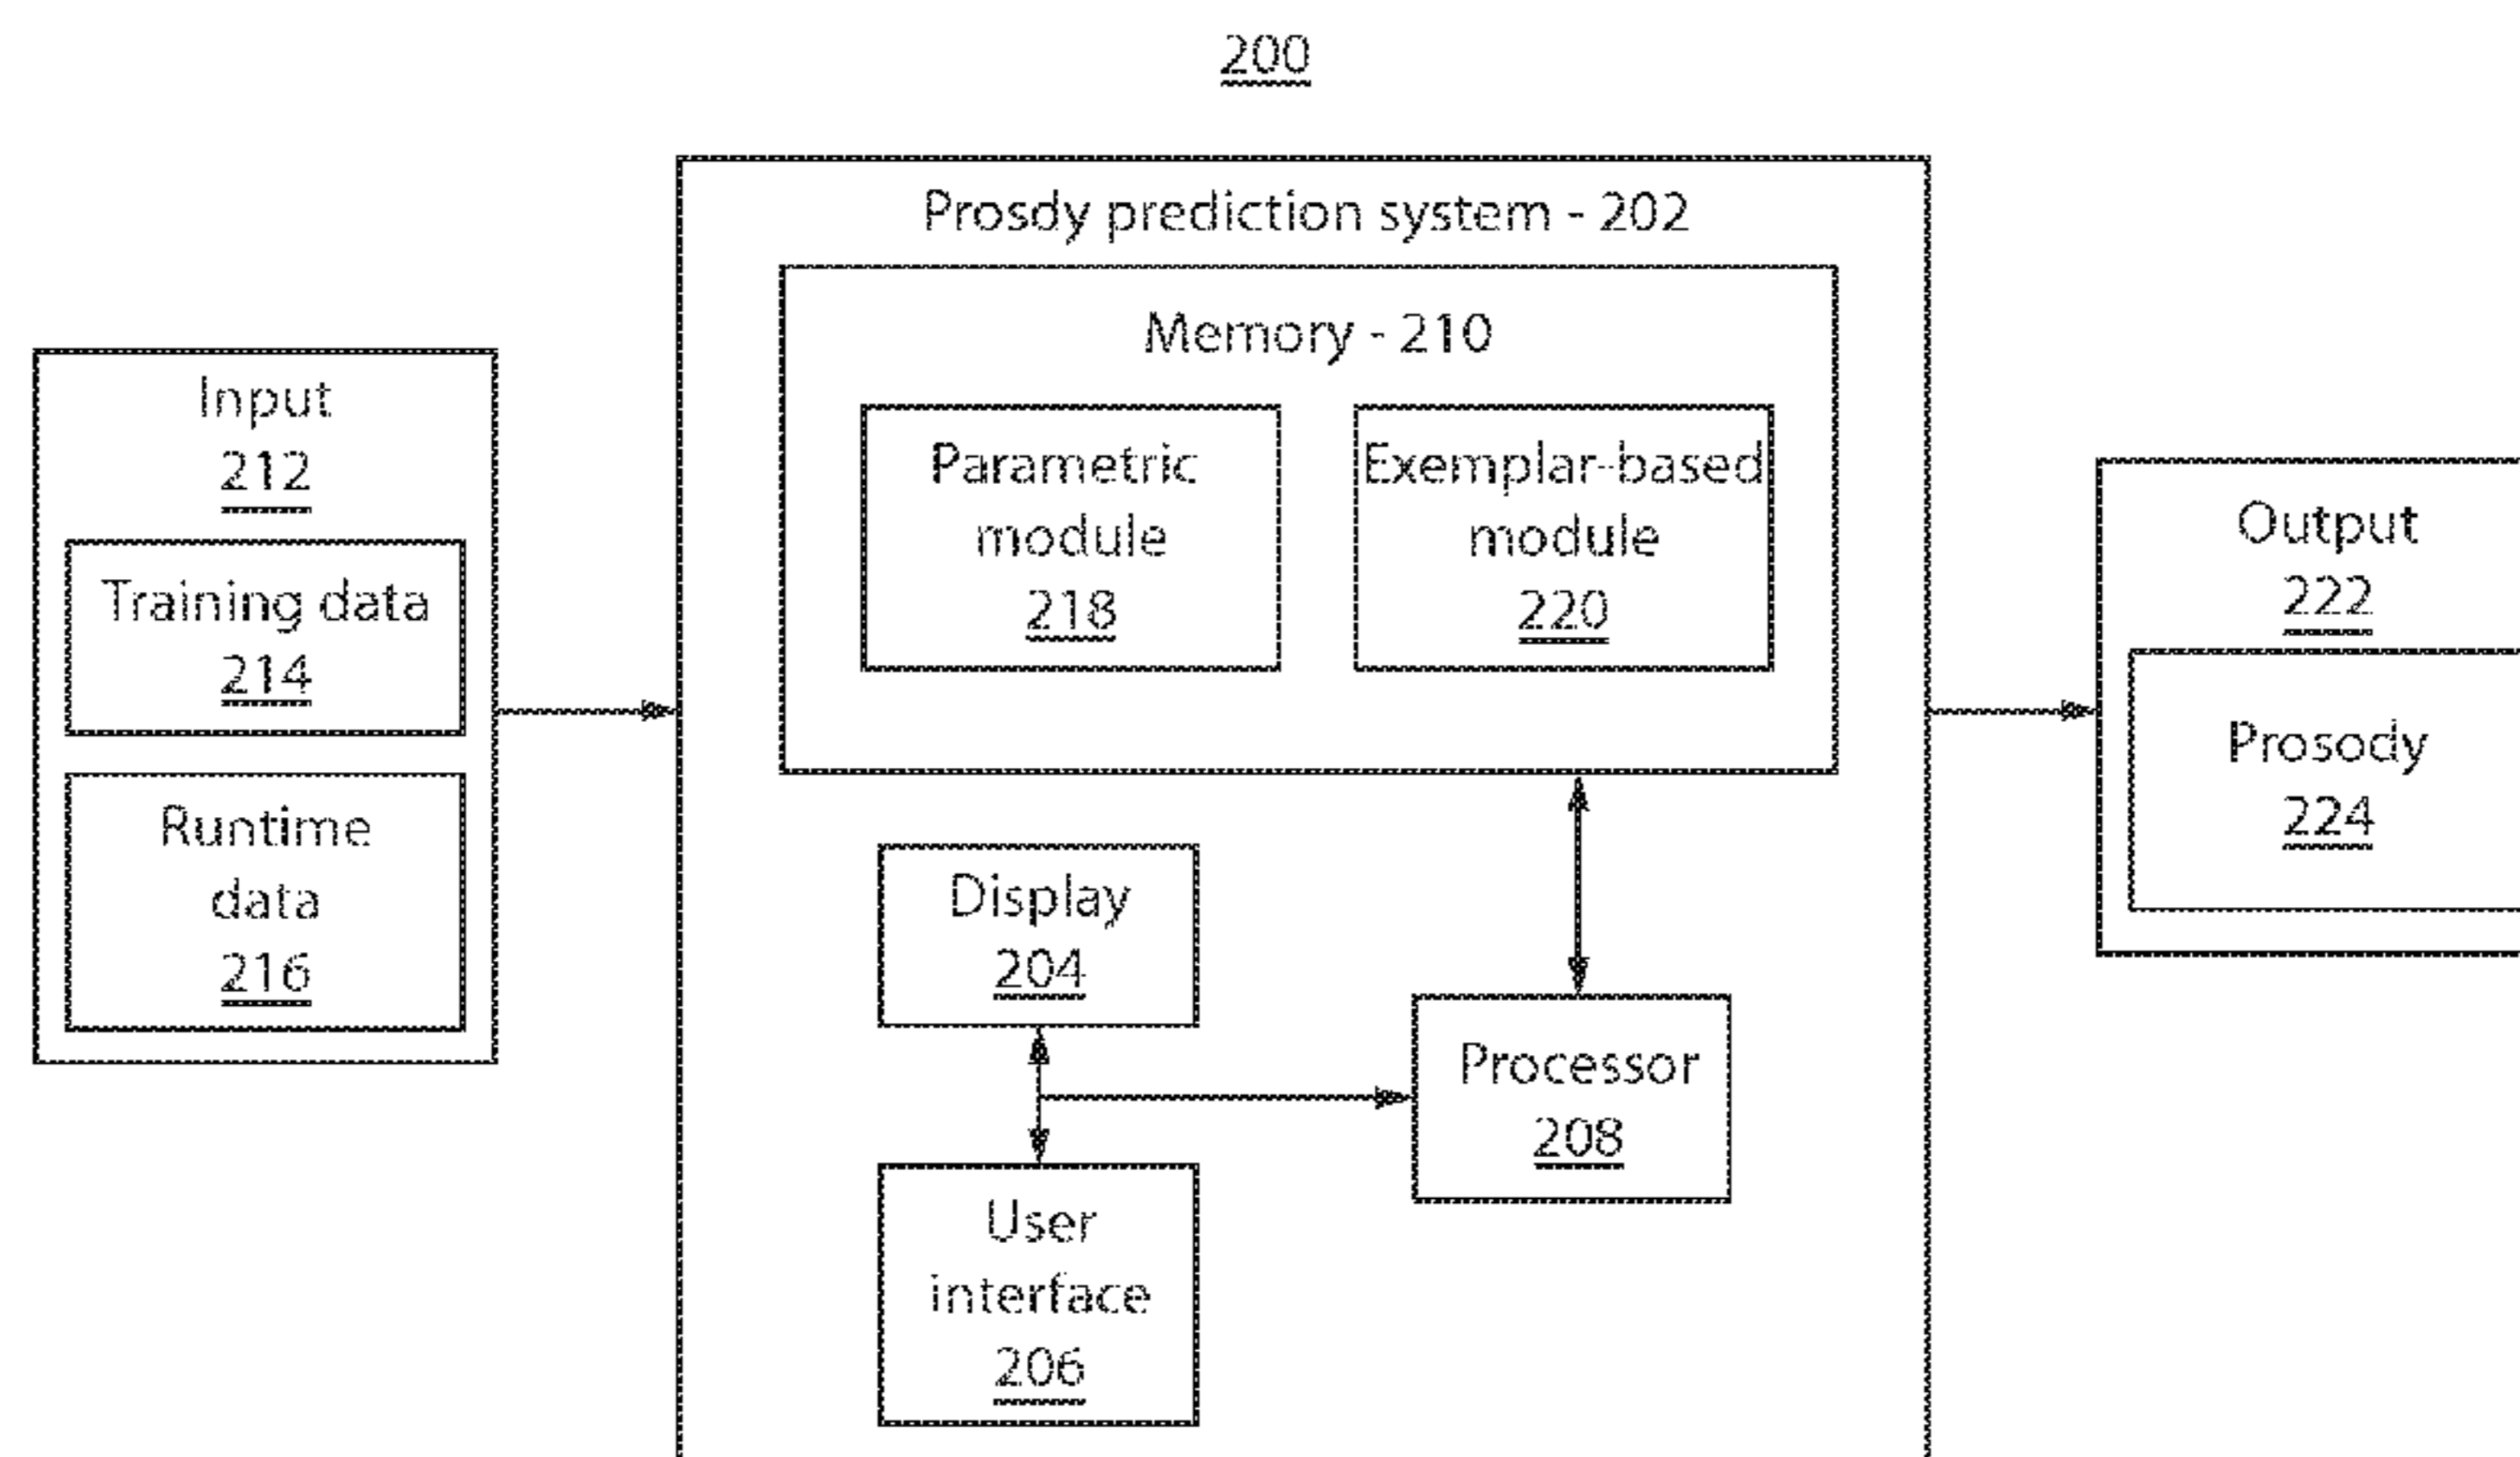 200
Prosdy prediction system - 202
Memory - 210
Parametric
module
218
Exemplar-based
module
220
Input
212
Training data
214
Runtime
data
216
Display
204
Processor
208
User
interface
206
Output
222
Prosody
224